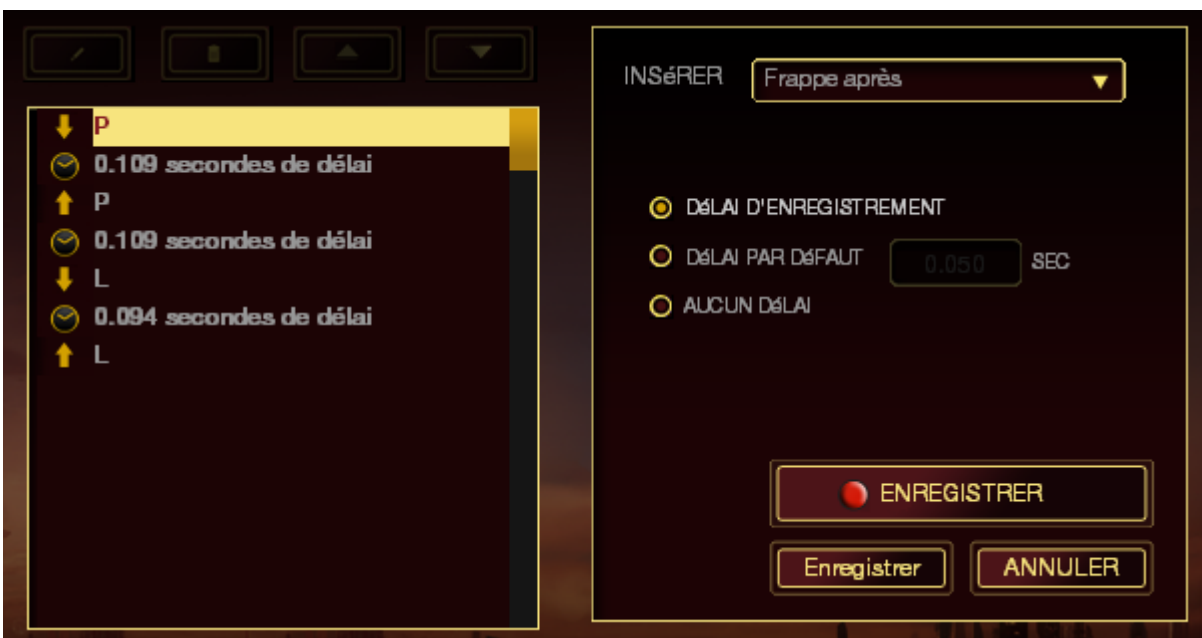 P
0.109 secondes de délai
P
0.109 secondes de délai
L
0.094 secondes de délai
L
INSéRER Frappe après
DéLAI D'ENREGISTREMENT
DéLAI PAR DéFAUT 0.050 SEC
AUCUN DéLAI
ENREGISTRER
Enregistrer ANNULER